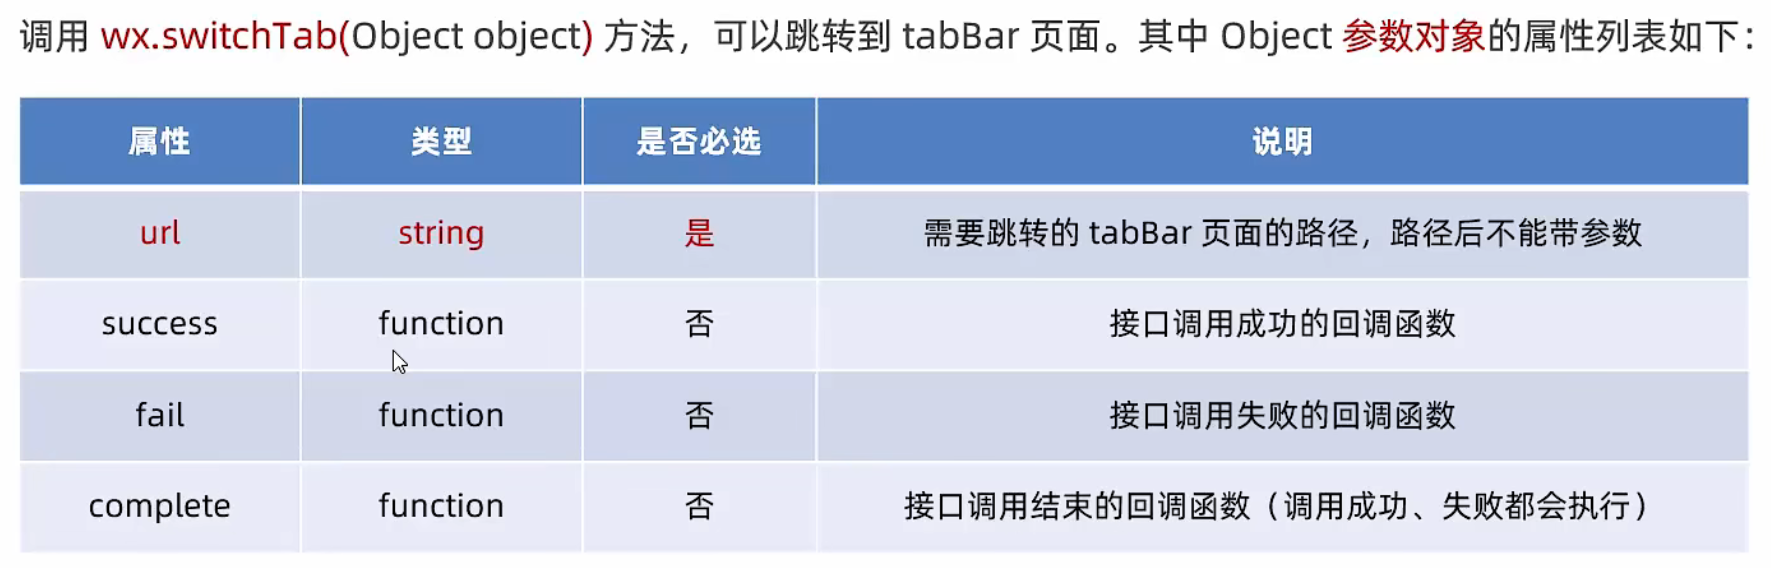 调用 wx.switchTab(Object object) 方法，可以跳转到 tabBar 页面。其中 Object 参数对象的属性列表如下：
属性 类型 是否必选 说明
url string 是 需要跳转的 tabBar 页面的路径，路径后不能带参数
success function 否 接口调用成功的回调函数
fail function 否 接口调用失败的回调函数
complete function 否 接口调用结束的回调函数（调用成功、失败都会执行）